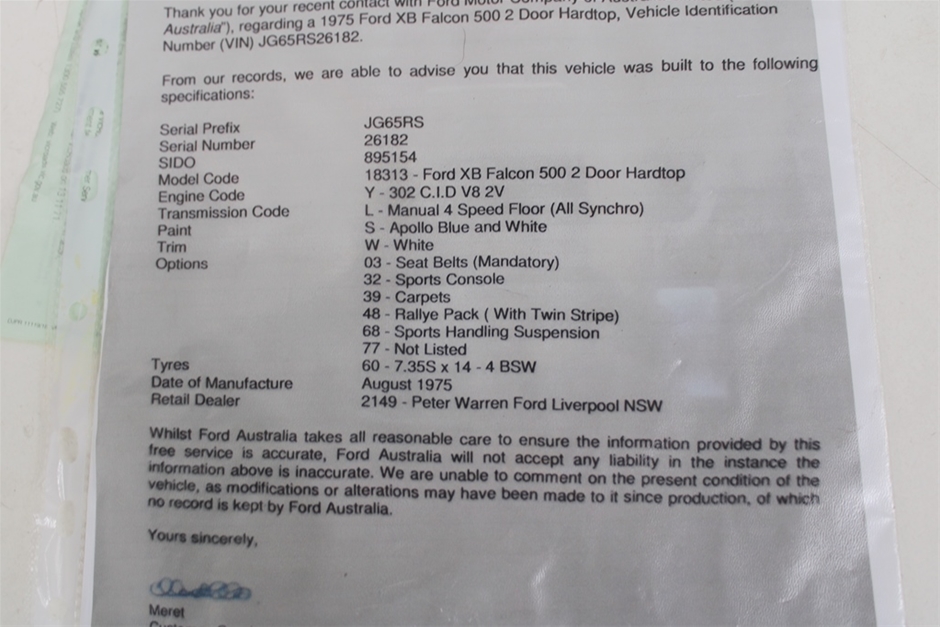 Thank you for your recent contact with Ford Motor Company of
Australia"), regarding a 1975 Ford XB Falcon 500 2 Door Hardtop, Vehicle Identification
Number (VIN) JG65RS26182.
From our records, we are able to advise you that this vehicle was built to the following
specifications:
Serial Prefix JG65RS
Serial Number 26182
SIDO 895154
Model Code 18313 - Ford XB Falcon 500 2 Door Hardtop
Engine Code Y - 302 C.I.D V8 2V
Transmission Code L - Manual 4 Speed Floor (All Synchro)
Paint S - Apollo Blue and White
Trim W - White
Options 03 - Seat Belts (Mandatory)
32 - Sports Console
39 - Carpets
48 - Rallye Pack ( With Twin Stripe)
68 - Sports Handling Suspension
77 - Not Listed
Tyres 60 - 7.35S x 14 - 4 BSW
Date of Manufacture August 1975
Retail Dealer 2149 - Peter Warren Ford Liverpool NSW
Whilst Ford Australia takes all reasonable care to ensure the information provided by this
free service is accurate, Ford Australia will not accept any liability in the instance the
information above is inaccurate. We are unable to comment on the present condition of the
vehicle, as modifications or alterations may have been made to it since production, of which
no record is kept by Ford Australia.
Yours sincerely,
Meret